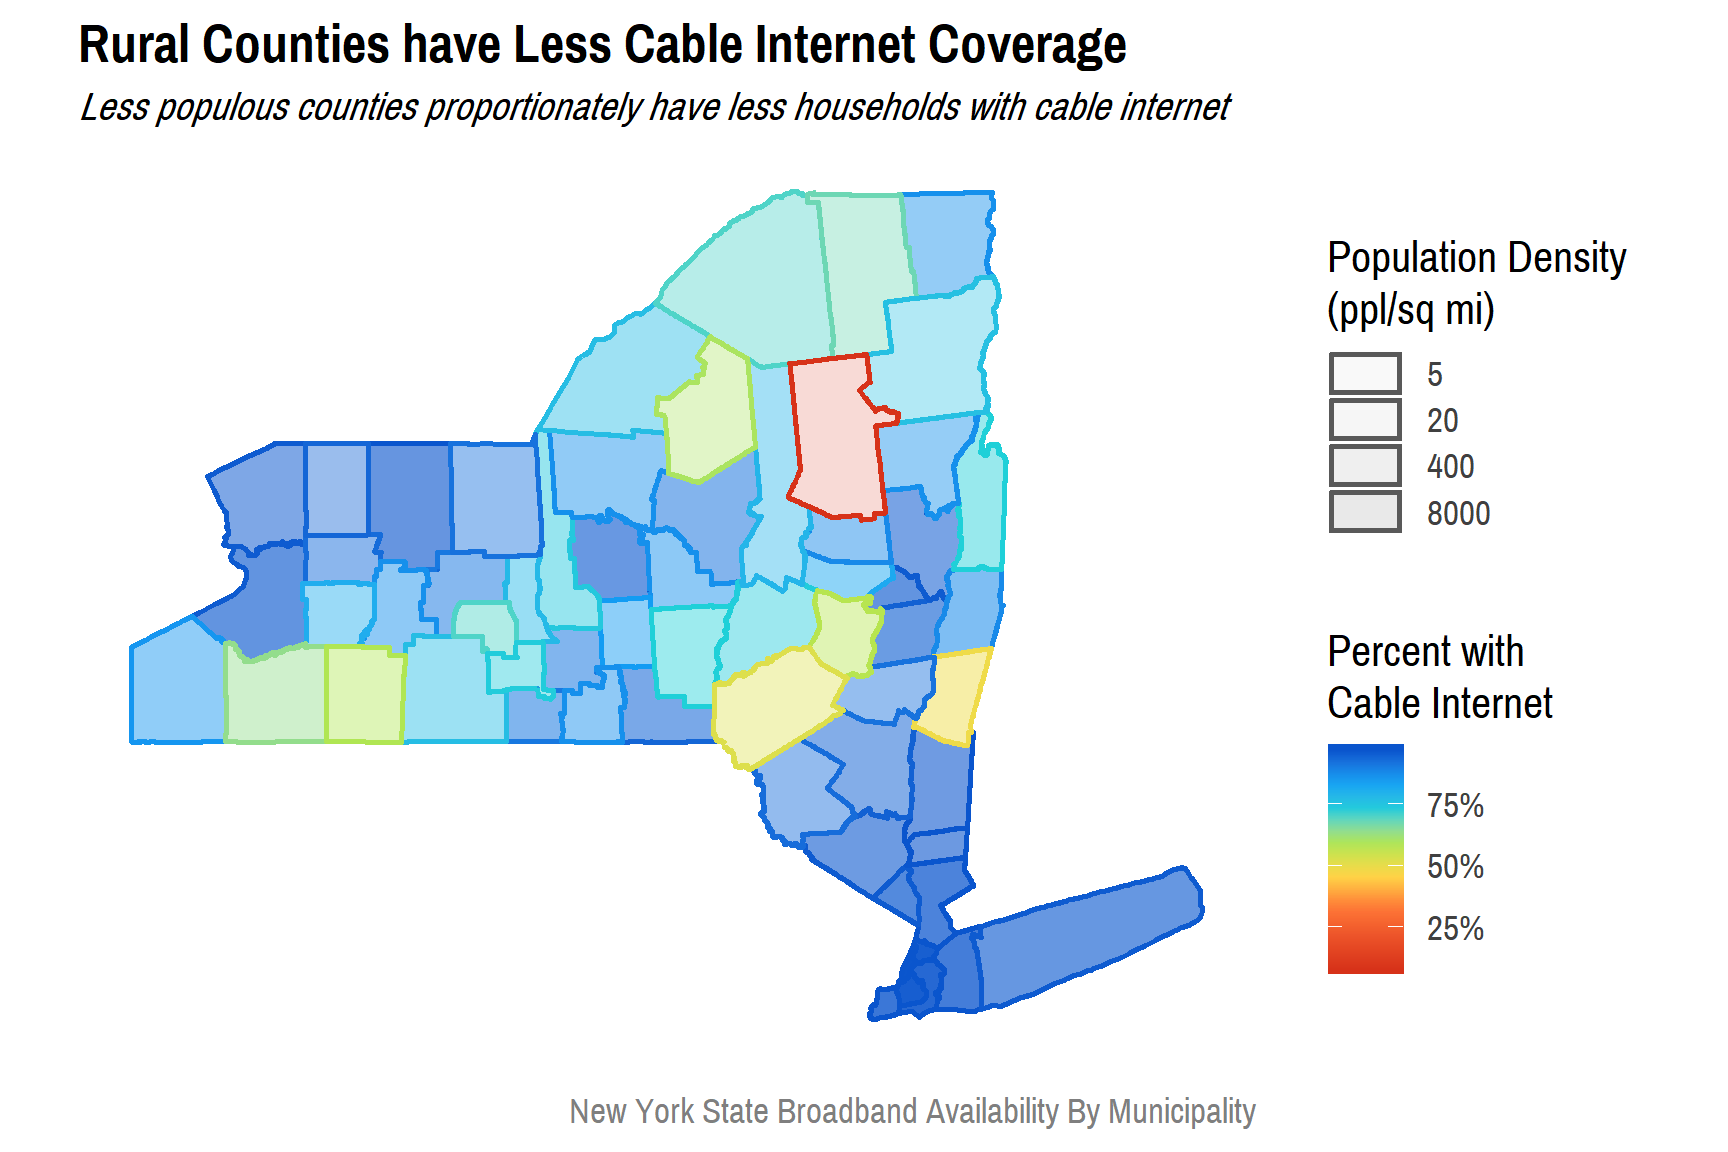 Rural Counties have Less Cable Internet Coverage
Less populous counties proportionately have less households with cable internet
Population Density
(ppl/sq mi)
5
20
400
8000
Percent with
Cable Internet
75%
50%
25%
New York State Broadband Availability By Municipality